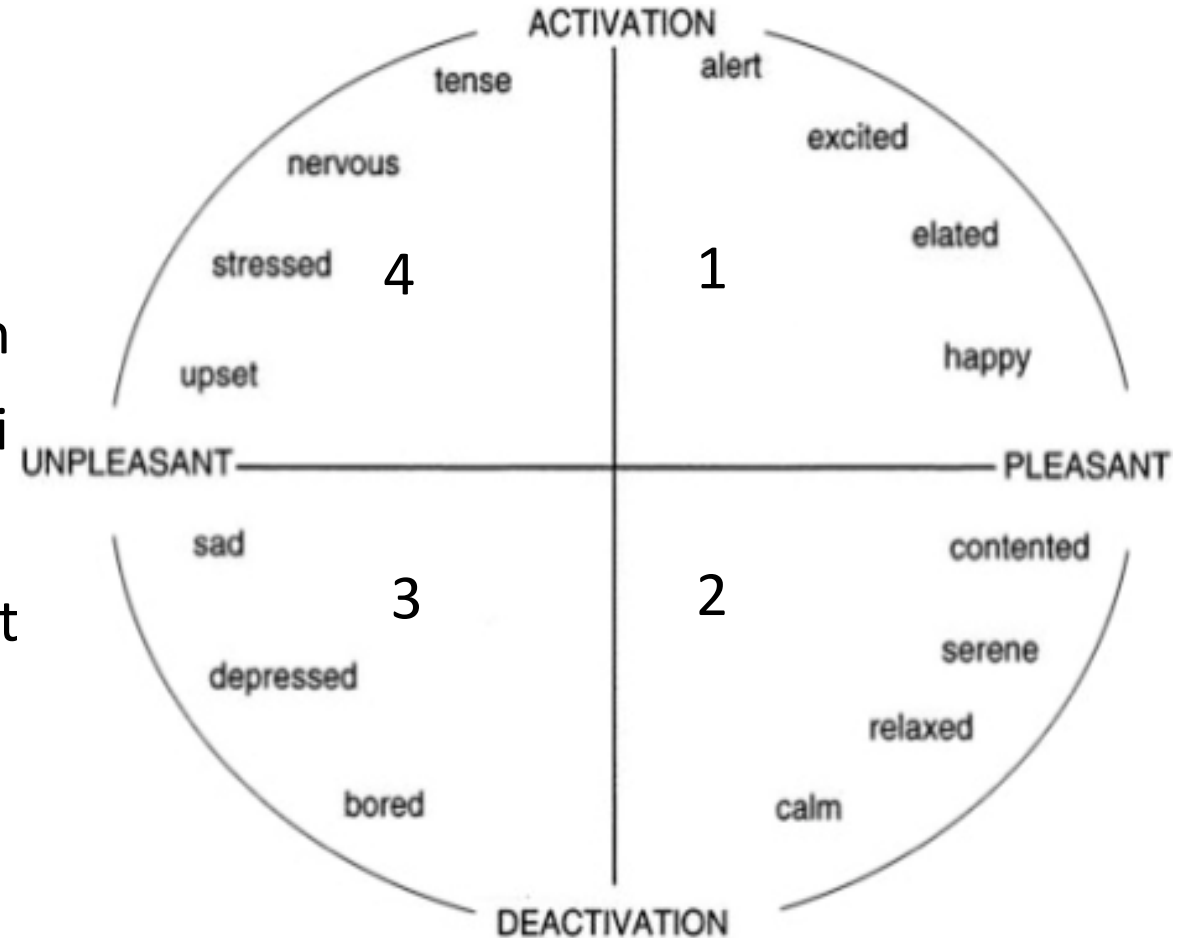 ACTIVATION
tense
alert
nervous
excited
stressed
4
1
elated
upset
happy
n
i
UNPLEASANT
PLEASANT
sad
contented
3
2
t
depressed
serene
relaxed
bored
calm
DEACTIVATION